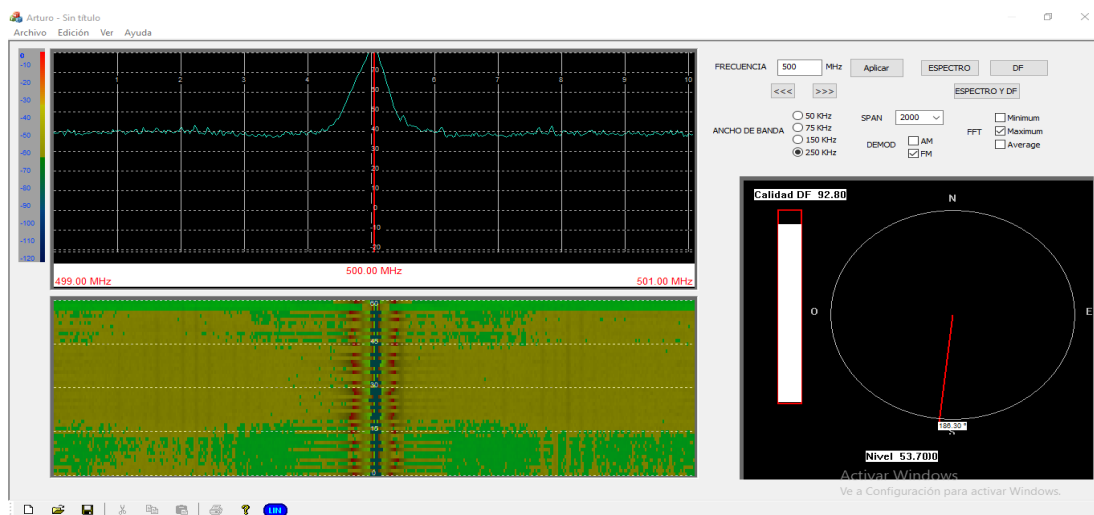 Arturo - Sin título
Archivo Edición Ver Ayuda
0
-10
-20
-30
-40
-50
-60
-70
-80
-90
-100
-110
-120
1 2 3 4 6 7 8 9 10
70
60
50
40
30
20
10
0
-10
-20
499.00 MHz 500.00 MHz 501.00 MHz
FRECUENCIA 500 MHz Aplicar ESPECTRO DF
<<< >>> ESPECTRO Y DF
ANCHO DE BANDA
50 KHz
75 KHz
150 KHz
250 KHz
SPAN 2000
DEMOD AM
FM
FFT
Minimum
Maximum
Average
Calidad DF 92.80
N
O E
188.30 °
S
Nivel 53.70
Activar Windows
Ve a Configuración para activar Windows.
LIN